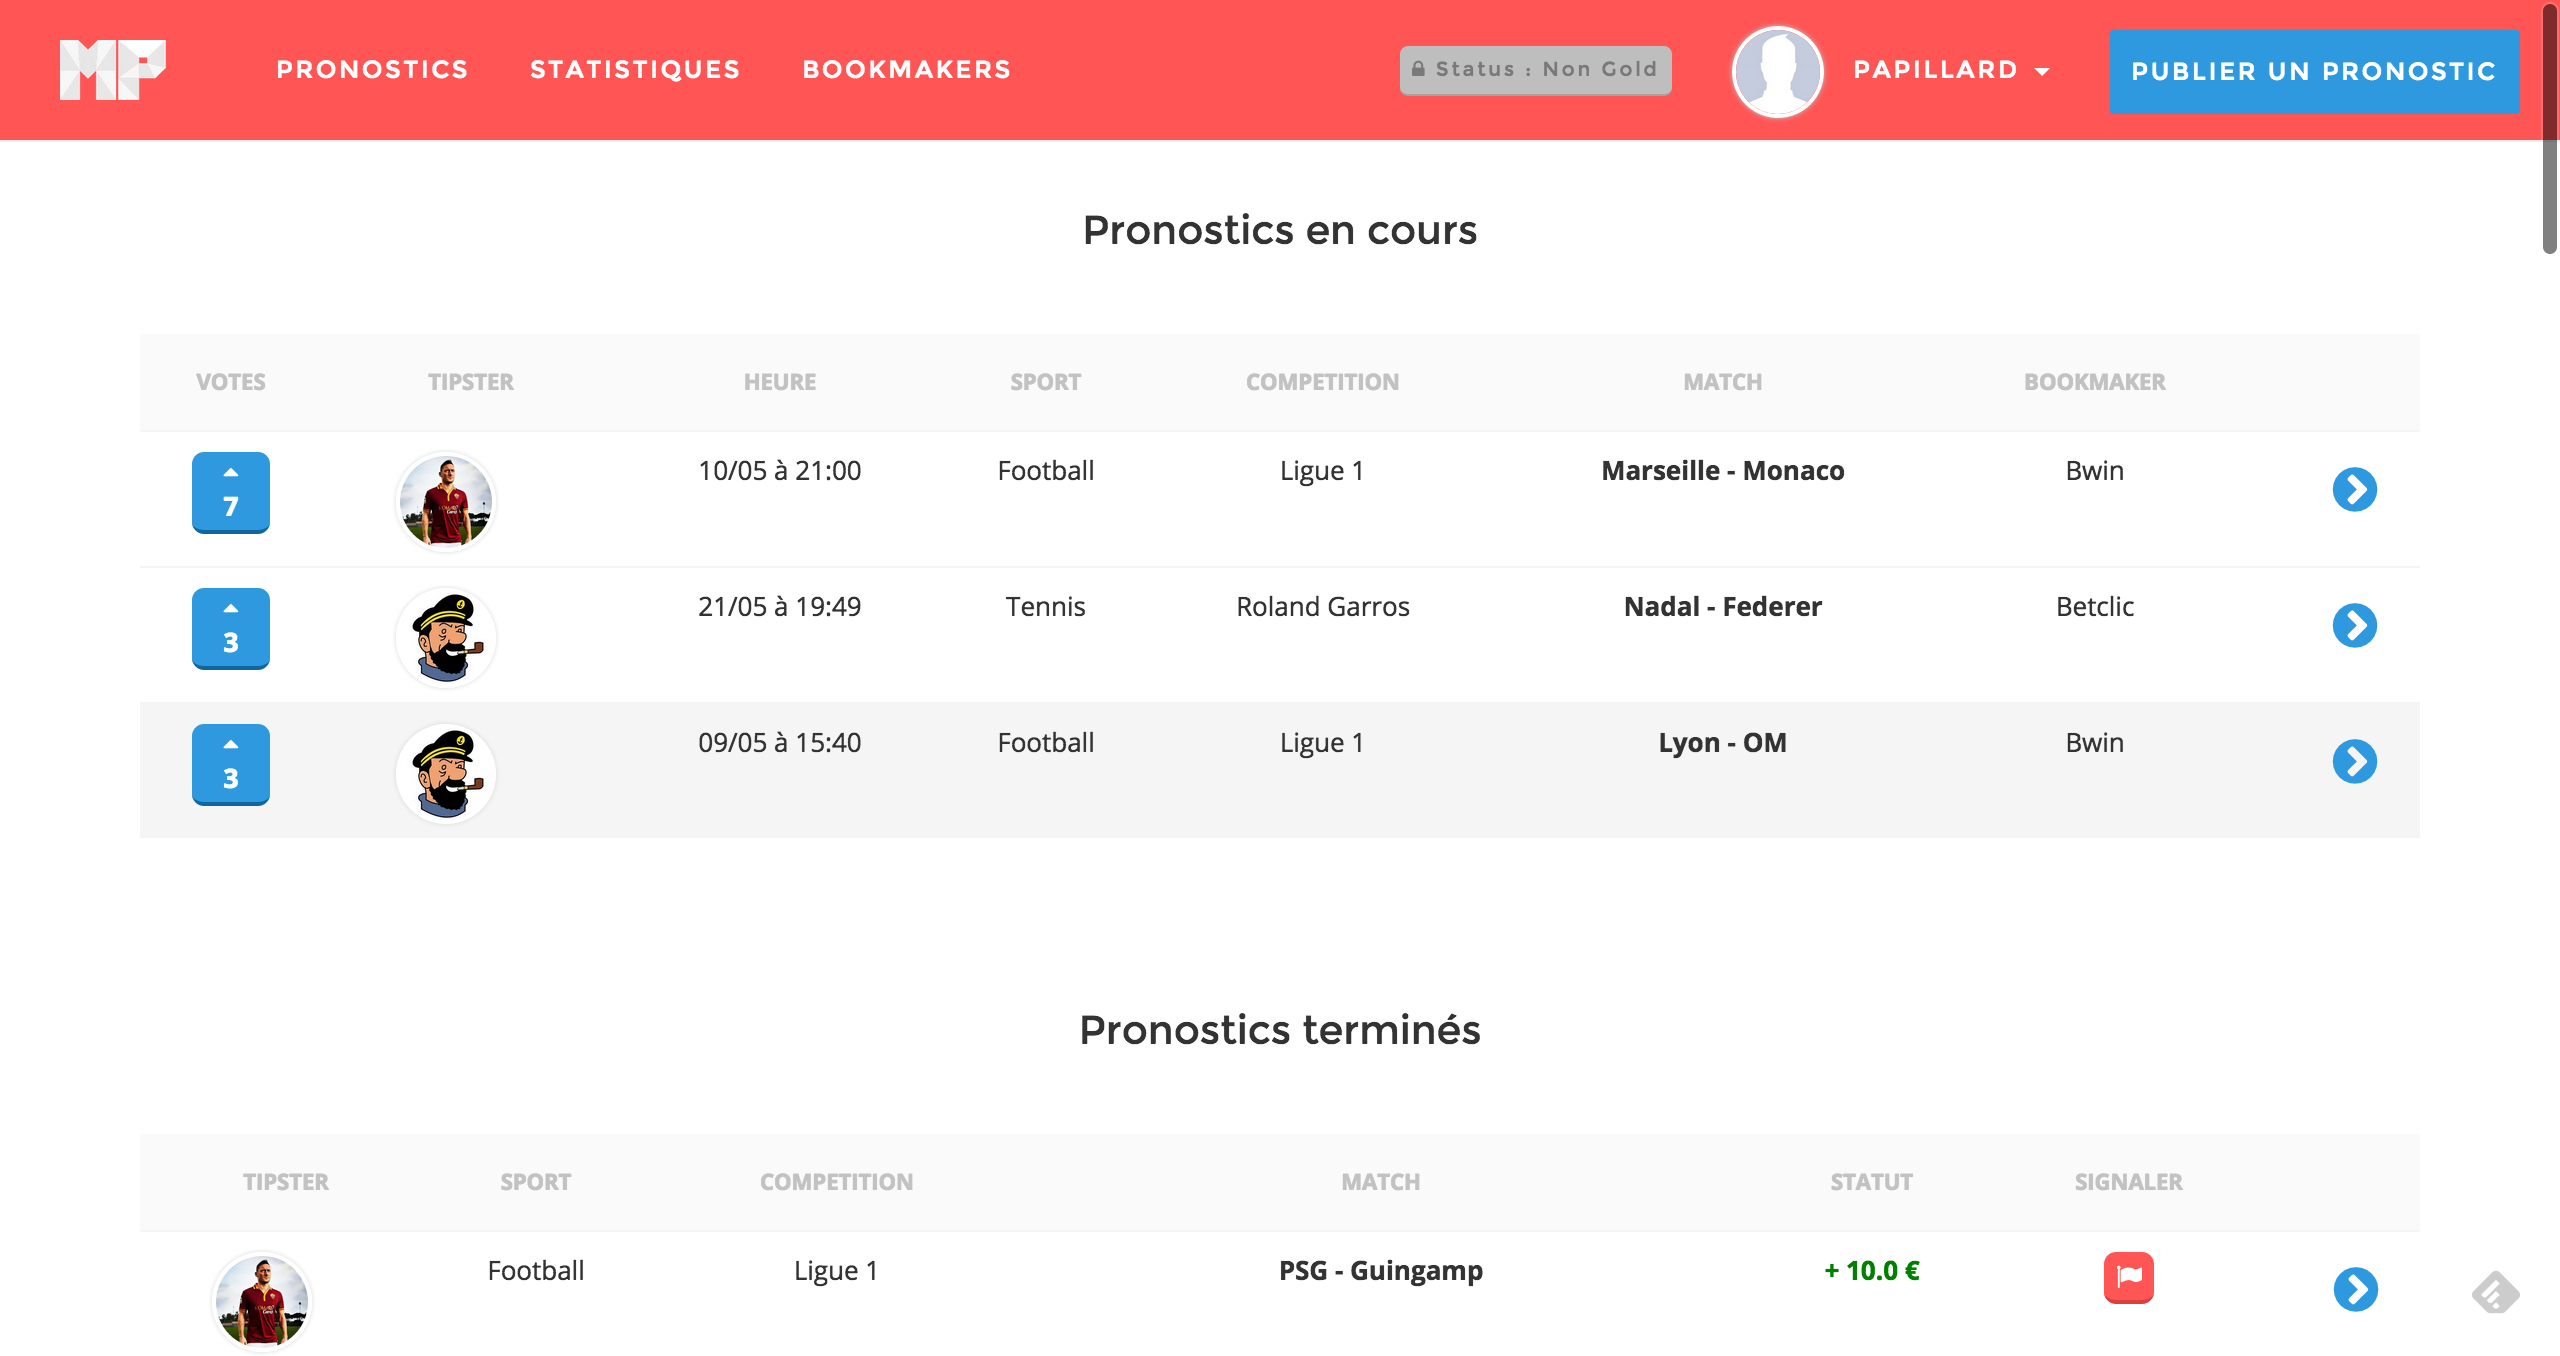 MP
PRONOSTICS STATISTIQUES BOOKMAKERS Status : Non Gold PAPILLARD PUBLIER UN PRONOSTIC
Pronostics en cours
VOTES TIPSTER HEURE SPORT COMPETITION MATCH BOOKMAKER
7 10/05 à 21:00 Football Ligue 1 Marseille - Monaco Bwin
3 21/05 à 19:49 Tennis Roland Garros Nadal - Federer Betclic
3 09/05 à 15:40 Football Ligue 1 Lyon - OM Bwin
Pronostics terminés
TIPSTER SPORT COMPETITION MATCH STATUT SIGNALER
Football Ligue 1 PSG - Guingamp + 10.0 €